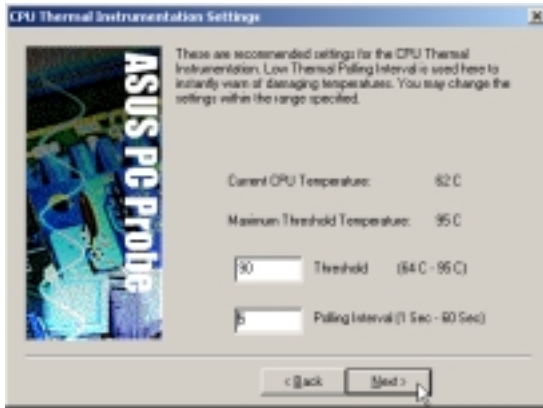 CPU Thermal Instrumentation Settings
ASUS PC Probe
These are recommended settings for the CPU Thermal
Instrumentation. Low Thermal Polling Interval is used here to
instantly warn of damaging temperatures. You may change the
settings within the range specified.
Current CPU Temperature: 62 C
Maximum Threshold Temperature: 95 C
90 Threshold (64 C - 95 C)
Polling Interval (1 Sec - 60 Sec)
< Back Next >